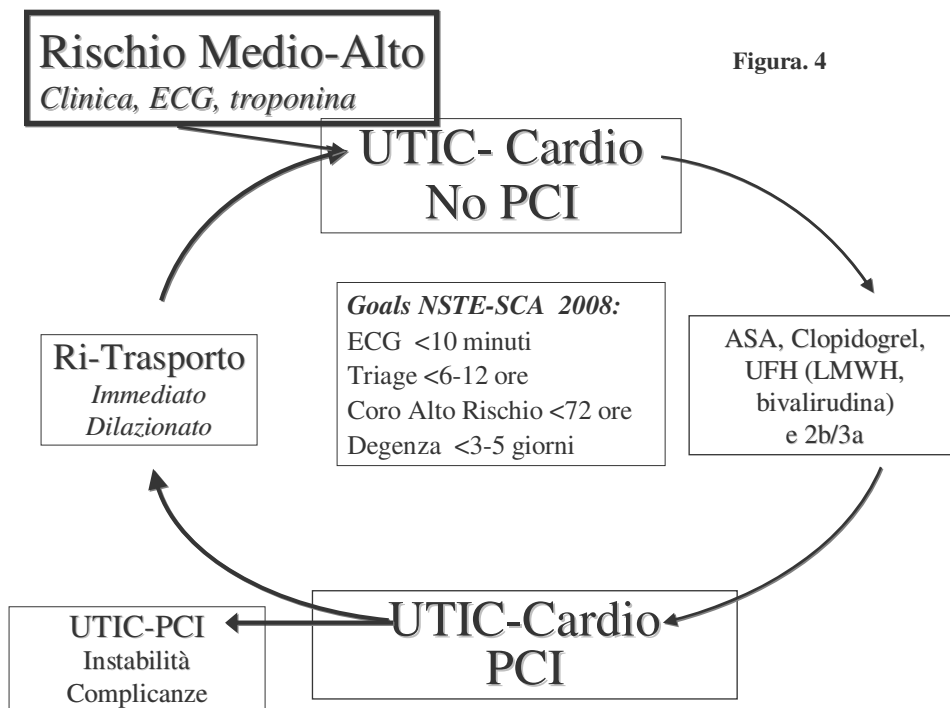 Rischio Medio-Alto
Clinica, ECG, troponina
Figura. 4
UTIC- Cardio
No PCI
Goals NSTE-SCA 2008:
ECG <10 minuti
Triage <6-12 ore
Coro Alto Rischio <72 ore
Degenza <3-5 giorni
Ri-Trasporto
Immediato
Dilazionato
ASA, Clopidogrel,
UFH (LMWH,
bivalirudina)
e 2b/3a
UTIC-PCI
Instabilità
Complicanze
UTIC-Cardio
PCI